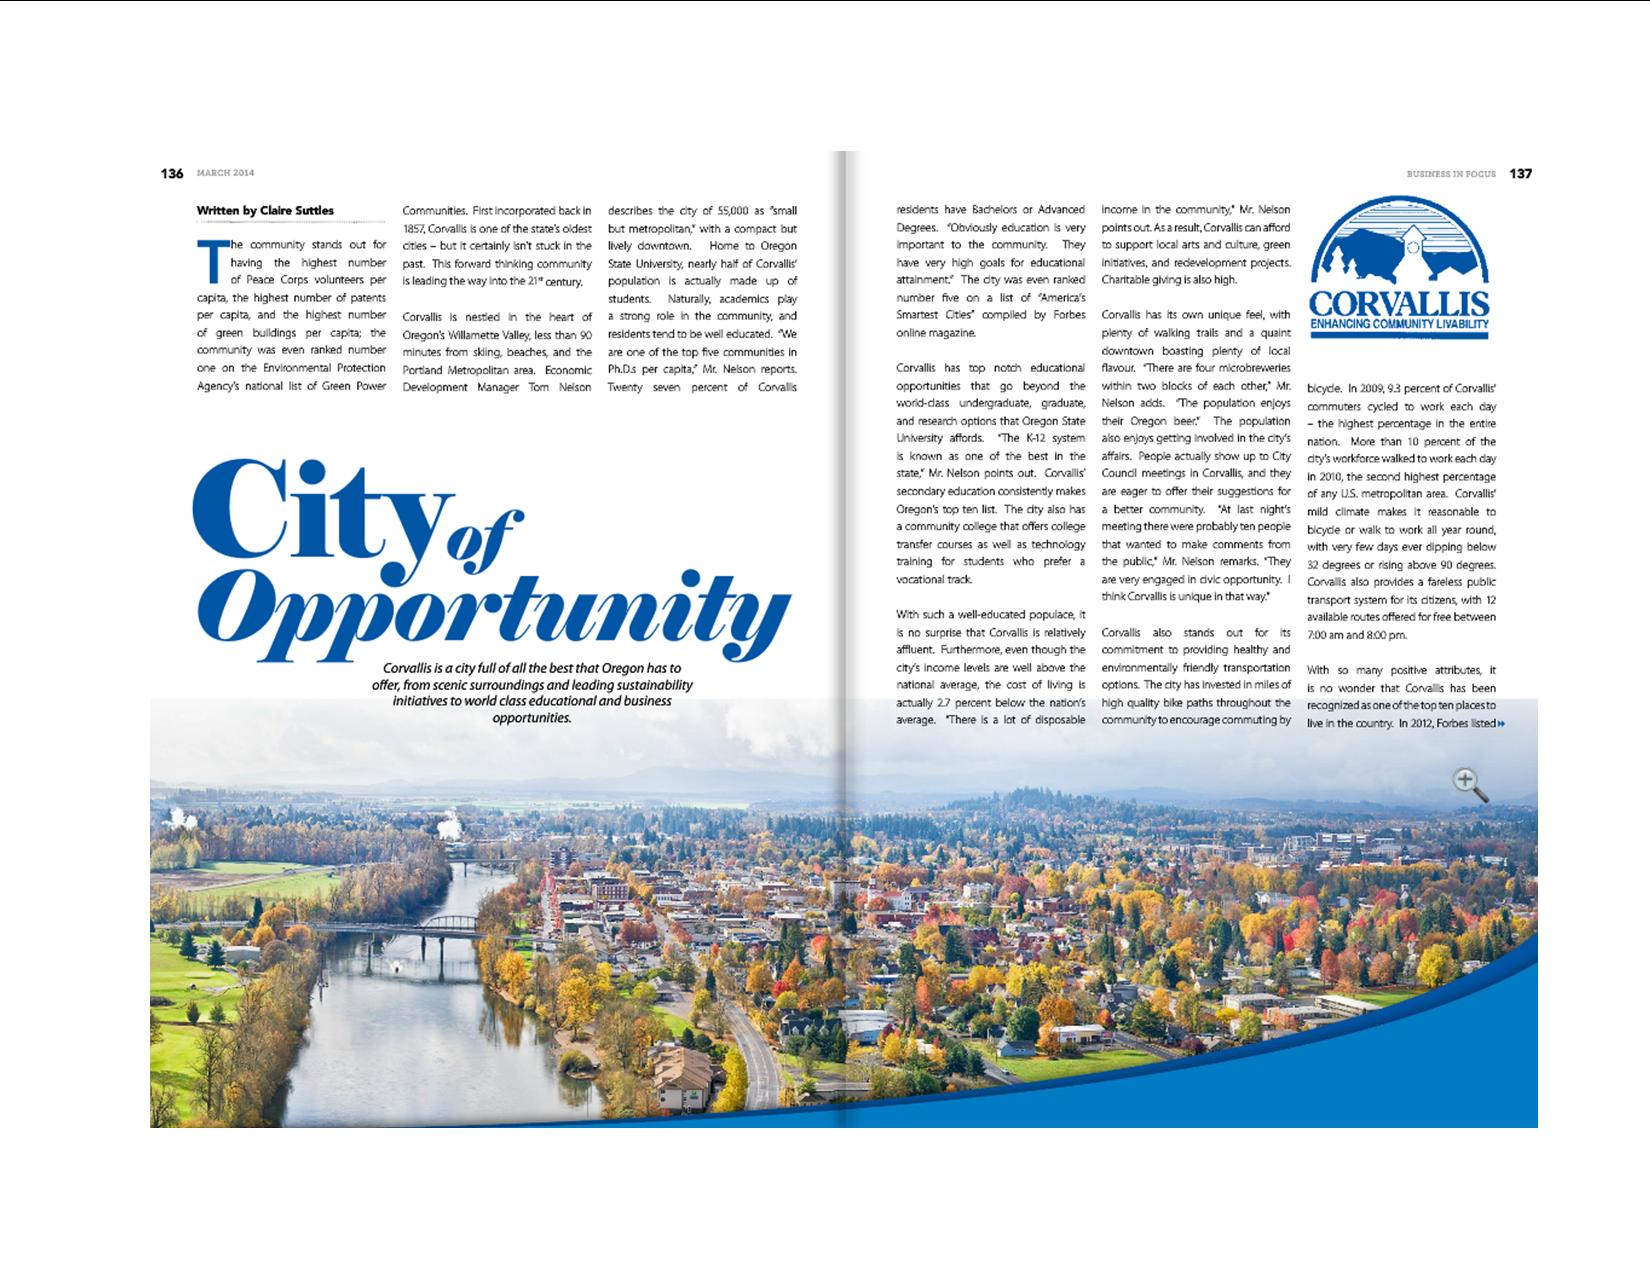 136 MARCH 2014
Written by Claire Suttles
The community stands out for
having the highest number
of Peace Corps volunteers per
capita, the highest number of patents
per capita, and the highest number
of green buildings per capita; the
community was even ranked number
one on the Environmental Protection
Agency's national list of Green Power
Communities. First incorporated back in
1857, Corvallis is one of the state's oldest
cities – but it certainly isn't stuck in the
past. This forward thinking community
is leading the way into the 21st century.
Corvallis is nestled in the heart of
Oregon's Willamette Valley, less than 90
minutes from skiing, beaches, and the
Portland Metropolitan area. Economic
Development Manager Tom Nelson
describes the city of 55,000 as "small
but metropolitan," with a compact but
lively downtown. Home to Oregon
State University, nearly half of Corvallis'
population is actually made up of
students. Naturally, academics play
a strong role in the community, and
residents tend to be well educated. "We
are one of the top five communities in
Ph.D.s per capita," Mr. Nelson reports.
Twenty seven percent of Corvallis
City of
Opportunity
Corvallis is a city full of all the best that Oregon has to
offer, from scenic surroundings and leading sustainability
initiatives to world class educational and business
opportunities.
BUSINESS IN FOCUS 137
residents have Bachelors or Advanced
Degrees. "Obviously education is very
important to the community. They
have very high goals for educational
attainment." The city was even ranked
number five on a list of "America's
Smartest Cities" compiled by Forbes
online magazine.
Corvallis has top notch educational
opportunities that go beyond the
world-class undergraduate, graduate,
and research options that Oregon State
University affords. "The K-12 system
is known as one of the best in the
state," Mr. Nelson points out. Corvallis'
secondary education consistently makes
Oregon's top ten list. The city also has
a community college that offers college
transfer courses as well as technology
training for students who prefer a
vocational track.
With such a well-educated populace, it
is no surprise that Corvallis is relatively
affluent. Furthermore, even though the
city's income levels are well above the
national average, the cost of living is
actually 2.7 percent below the nation's
average. "There is a lot of disposable
income in the community," Mr. Nelson
points out. As a result, Corvallis can afford
to support local arts and culture, green
initiatives, and redevelopment projects.
Charitable giving is also high.
Corvallis has its own unique feel, with
plenty of walking trails and a quaint
downtown boasting plenty of local
flavour. "There are four microbreweries
within two blocks of each other," Mr.
Nelson adds. "The population enjoys
their Oregon beer." The population
also enjoys getting involved in the city's
affairs. People actually show up to City
Council meetings in Corvallis, and they
are eager to offer their suggestions for
a better community. "At last night's
meeting there were probably ten people
that wanted to make comments from
the public," Mr. Nelson remarks. "They
are very engaged in civic opportunity. I
think Corvallis is unique in that way."
Corvallis also stands out for its
commitment to providing healthy and
environmentally friendly transportation
options. The city has invested in miles of
high quality bike paths throughout the
community to encourage commuting by
CORVALLIS
ENHANCING COMMUNITY LIVABILITY
bicycle. In 2009, 9.3 percent of Corvallis'
commuters cycled to work each day
– the highest percentage in the entire
nation. More than 10 percent of the
city's workforce walked to work each day
in 2010, the second highest percentage
of any U.S. metropolitan area. Corvallis'
mild climate makes it reasonable to
bicycle or walk to work all year round,
with very few days ever dipping below
32 degrees or rising above 90 degrees.
Corvallis also provides a fareless public
transport system for its citizens, with 12
available routes offered for free between
7:00 am and 8:00 pm.
With so many positive attributes, it
is no wonder that Corvallis has been
recognized as one of the top ten places to
live in the country. In 2012, Forbes listed